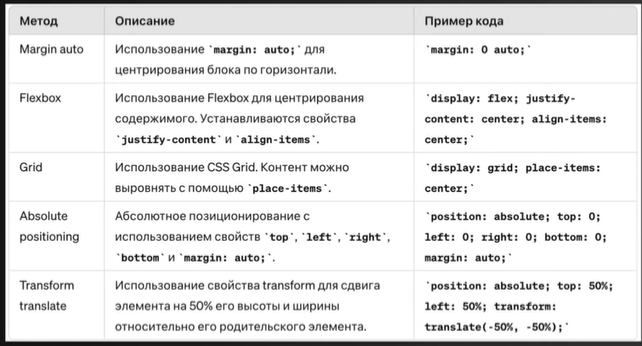 Метод Описание Пример кода
Margin auto Использование `margin: auto;` для `margin: 0 auto;`
центрирования блока по горизонтали.
Flexbox Использование Flexbox для центрирования `display: flex; justify-
содержимого. Устанавливаются свойства content: center; align-items:
`justify-content` и `align-items`. center;`
Grid Использование CSS Grid. Контент можно `display: grid; place-items:
выровнять с помощью `place-items`. center;`
Absolute Абсолютное позиционирование с `position: absolute; top: 0;
positioning использованием свойств `top`, `left`, `right`, left: 0; right: 0; bottom: 0;
`bottom` и `margin: auto;`. margin: auto;`
Transform Использование свойства transform для сдвига `position: absolute; top: 50%;
translate элемента на 50% его высоты и ширины left: 50%; transform:
относительно его родительского элемента. translate(-50%, -50%);`